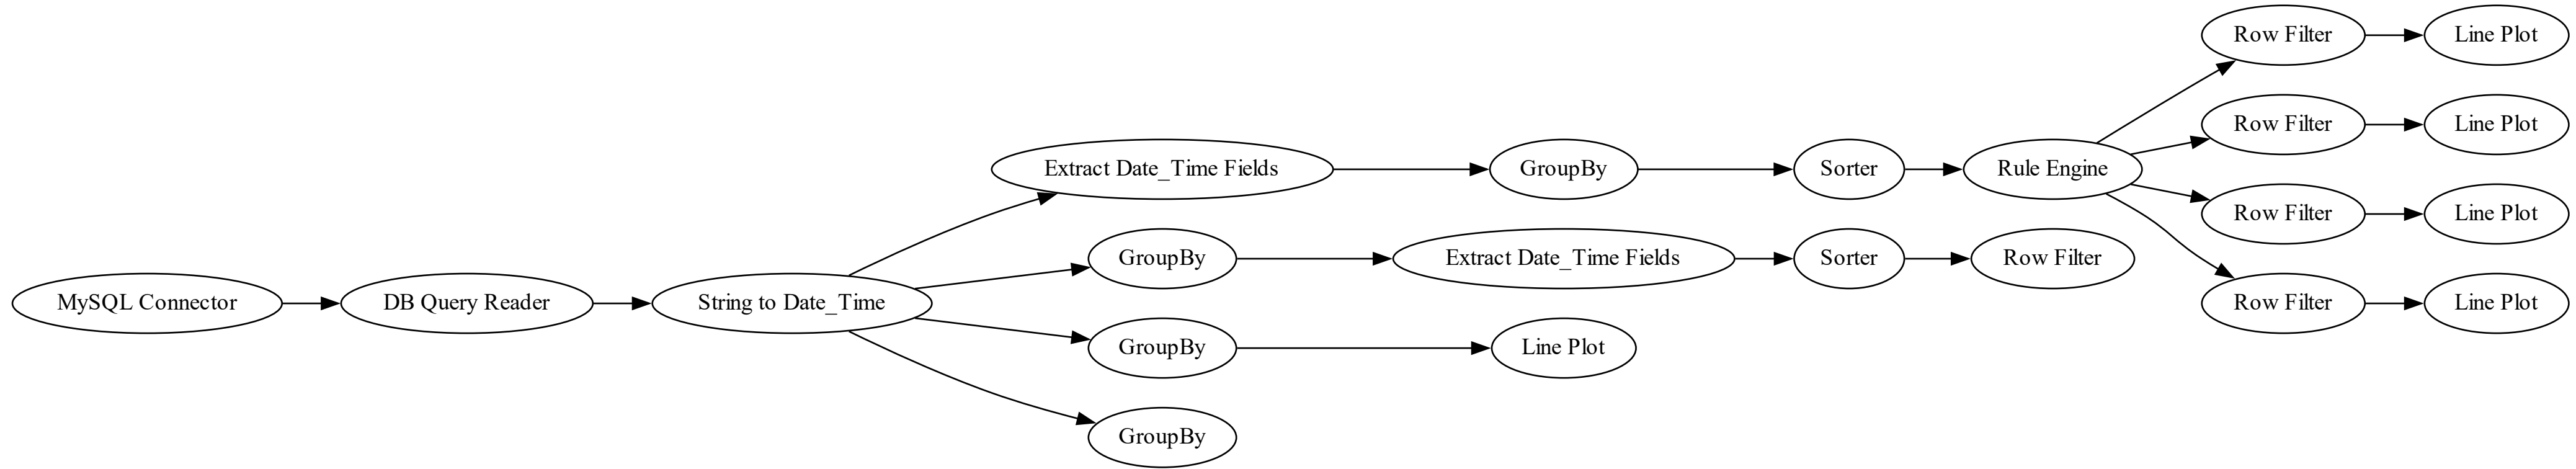 Row Filter
Line Plot
Row Filter
Line Plot
Extract Date_Time Fields
GroupBy
Sorter
Rule Engine
Row Filter
Line Plot
GroupBy
Extract Date_Time Fields
Sorter
Row Filter
MySQL Connector
DB Query Reader
String to Date_Time
Row Filter
Line Plot
GroupBy
Line Plot
GroupBy